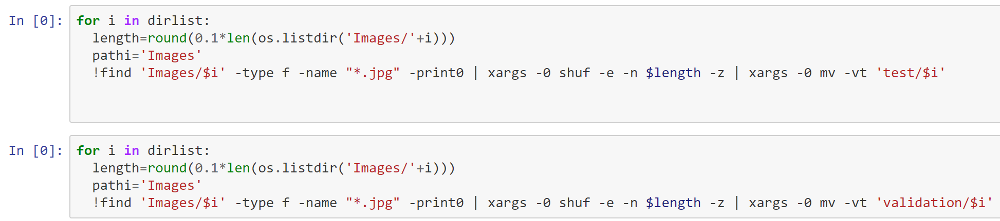 In [0]: for i in dirlist:
  length=round(0.1*len(os.listdir('Images/'+i)))
  pathi='Images'
  !find 'Images/$i' -type f -name "*.jpg" -print0 | xargs -0 shuf -e -n $length -z | xargs -0 mv -vt 'test/$i'
In [0]: for i in dirlist:
  length=round(0.1*len(os.listdir('Images/'+i)))
  pathi='Images'
  !find 'Images/$i' -type f -name "*.jpg" -print0 | xargs -0 shuf -e -n $length -z | xargs -0 mv -vt 'validation/$i'